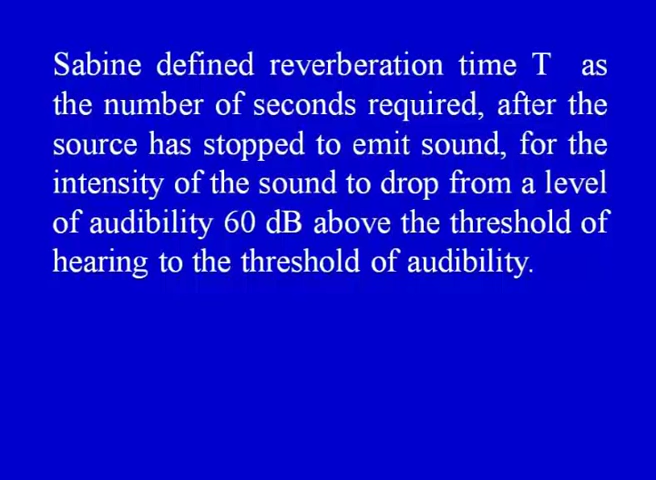 Sabine defined reverberation time T as
the number of seconds required, after the
source has stopped to emit sound, for the
intensity of the sound to drop from a level
of audibility 60 dB above the threshold of
hearing to the threshold of audibility.